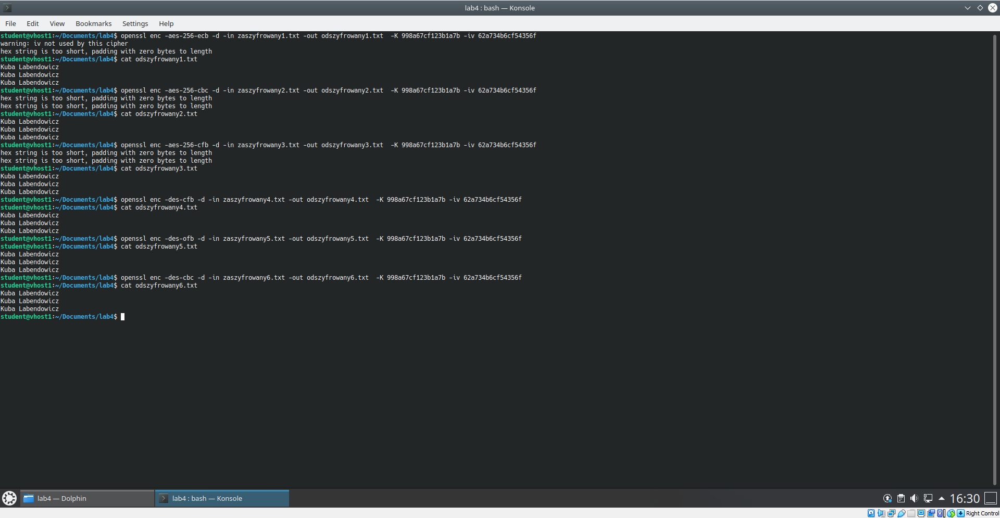 lab4 : bash — Konsole
File Edit View Bookmarks Settings Help
student@vhost1:~/Documents/lab4$ openssl enc -aes-256-ecb -d -in zaszyfrowany1.txt -out odszyfrowany1.txt  -K 998a67cf123b1a7b -iv 62a734b6cf54356f
warning: iv not used by this cipher
hex string is too short, padding with zero bytes to length
student@vhost1:~/Documents/lab4$ cat odszyfrowany1.txt
Kuba Labendowicz
Kuba Labendowicz
Kuba Labendowicz
student@vhost1:~/Documents/lab4$ openssl enc -aes-256-cbc -d -in zaszyfrowany2.txt -out odszyfrowany2.txt  -K 998a67cf123b1a7b -iv 62a734b6cf54356f
hex string is too short, padding with zero bytes to length
hex string is too short, padding with zero bytes to length
student@vhost1:~/Documents/lab4$ cat odszyfrowany2.txt
Kuba Labendowicz
Kuba Labendowicz
Kuba Labendowicz
student@vhost1:~/Documents/lab4$ openssl enc -aes-256-cfb -d -in zaszyfrowany3.txt -out odszyfrowany3.txt  -K 998a67cf123b1a7b -iv 62a734b6cf54356f
hex string is too short, padding with zero bytes to length
hex string is too short, padding with zero bytes to length
student@vhost1:~/Documents/lab4$ cat odszyfrowany3.txt
Kuba Labendowicz
Kuba Labendowicz
Kuba Labendowicz
student@vhost1:~/Documents/lab4$ openssl enc -des-cfb -d -in zaszyfrowany4.txt -out odszyfrowany4.txt  -K 998a67cf123b1a7b -iv 62a734b6cf54356f
student@vhost1:~/Documents/lab4$ cat odszyfrowany4.txt
Kuba Labendowicz
Kuba Labendowicz
Kuba Labendowicz
student@vhost1:~/Documents/lab4$ openssl enc -des-ofb -d -in zaszyfrowany5.txt -out odszyfrowany5.txt  -K 998a67cf123b1a7b -iv 62a734b6cf54356f
student@vhost1:~/Documents/lab4$ cat odszyfrowany5.txt
Kuba Labendowicz
Kuba Labendowicz
Kuba Labendowicz
student@vhost1:~/Documents/lab4$ openssl enc -des-cbc -d -in zaszyfrowany6.txt -out odszyfrowany6.txt  -K 998a67cf123b1a7b -iv 62a734b6cf54356f
student@vhost1:~/Documents/lab4$ cat odszyfrowany6.txt
Kuba Labendowicz
Kuba Labendowicz
Kuba Labendowicz
student@vhost1:~/Documents/lab4$
lab4 — Dolphin
lab4 : bash — Konsole
16:30
Right Control